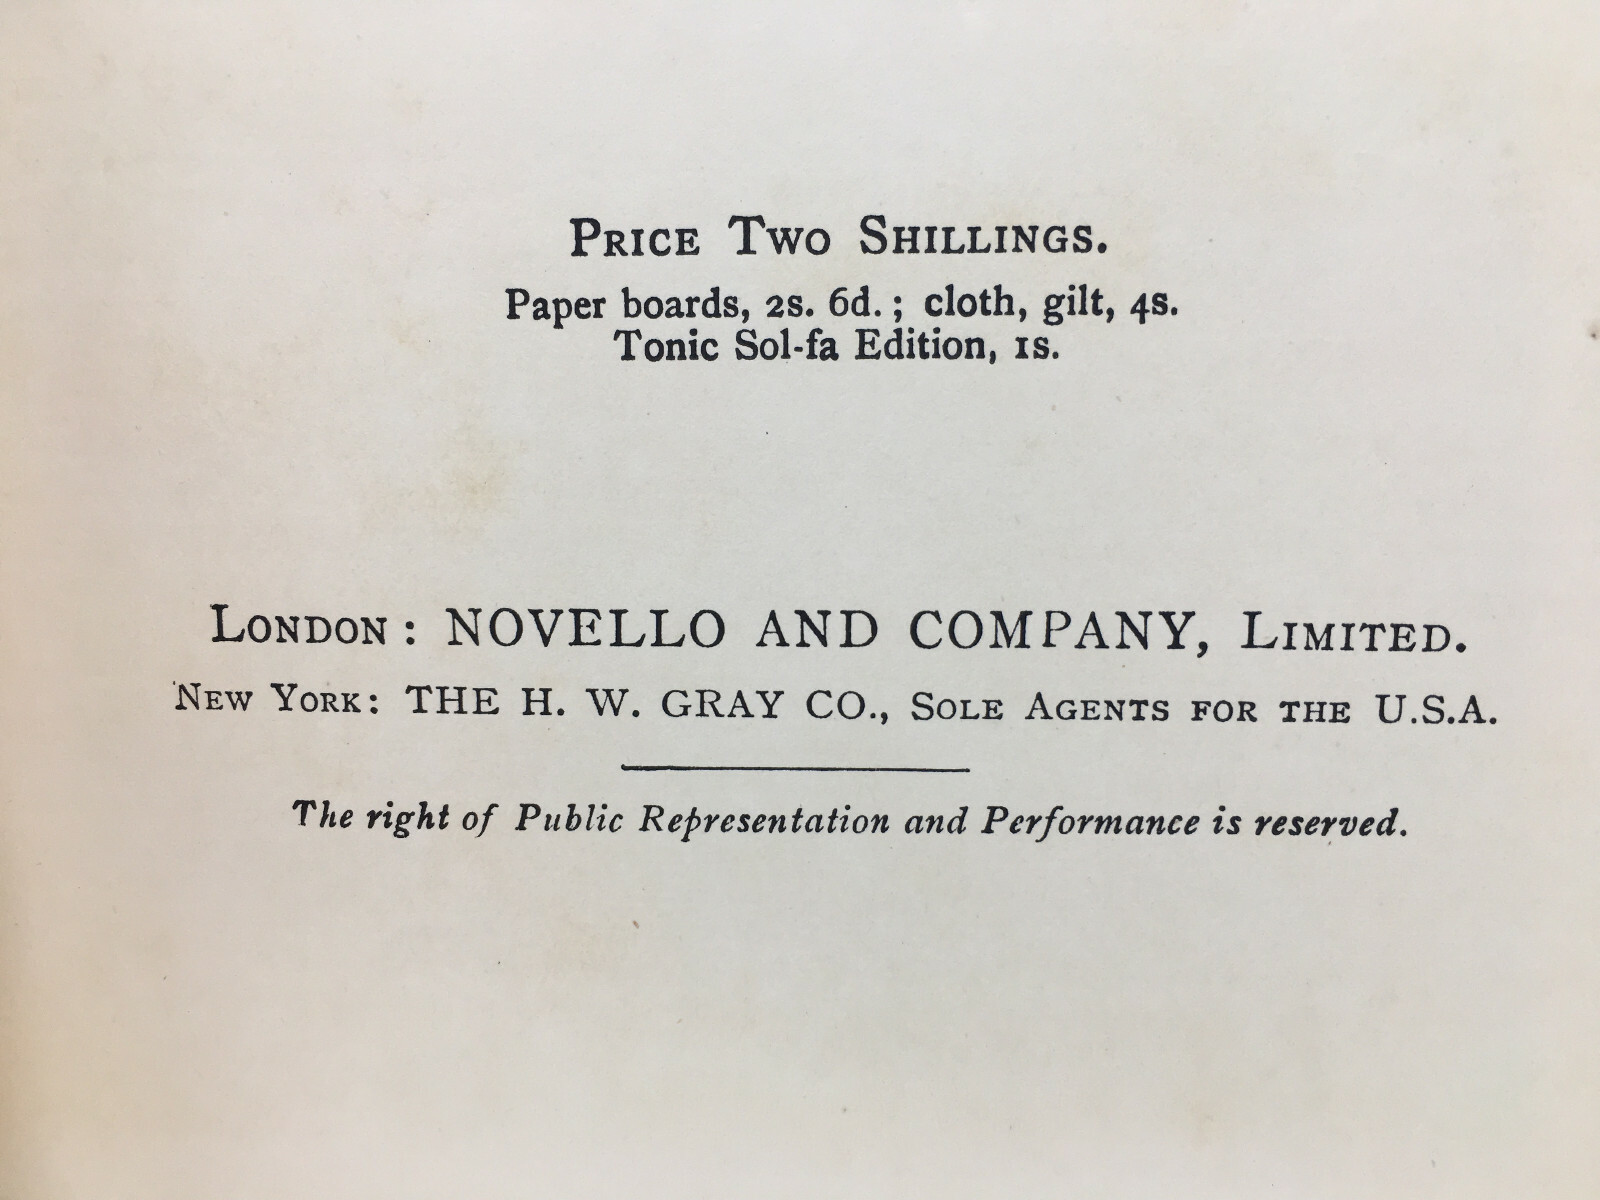 Price Two Shillings.
Paper boards, 2s. 6d. ; cloth, gilt, 4s.
Tonic Sol-fa Edition, 1s.
London : NOVELLO AND COMPANY, Limited.
New York : THE H. W. GRAY CO., Sole Agents for the U.S.A.
The right of Public Representation and Performance is reserved.